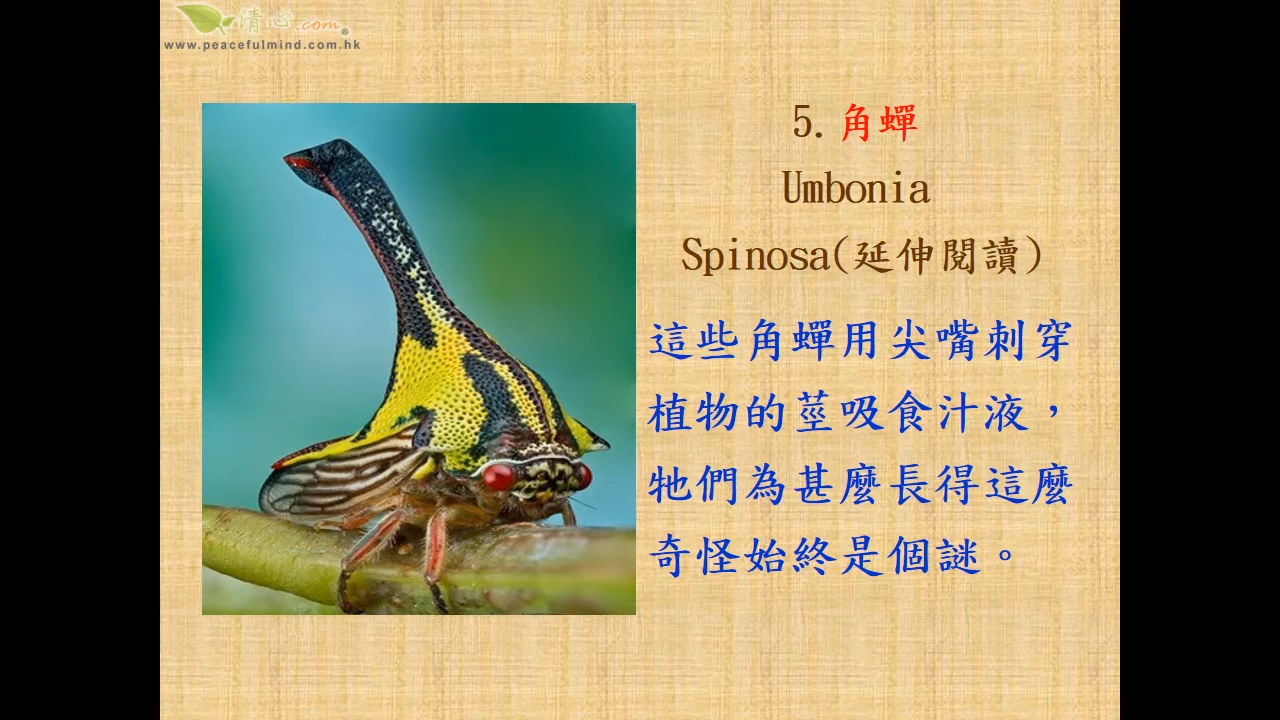 清心.com®
www.peacefulmind.com.hk
5.角蟬
Umbonia
Spinosa(延伸閱讀)
這些角蟬用尖嘴刺穿
植物的莖吸食汁液，
牠們為甚麼長得這麼
奇怪始終是個謎。